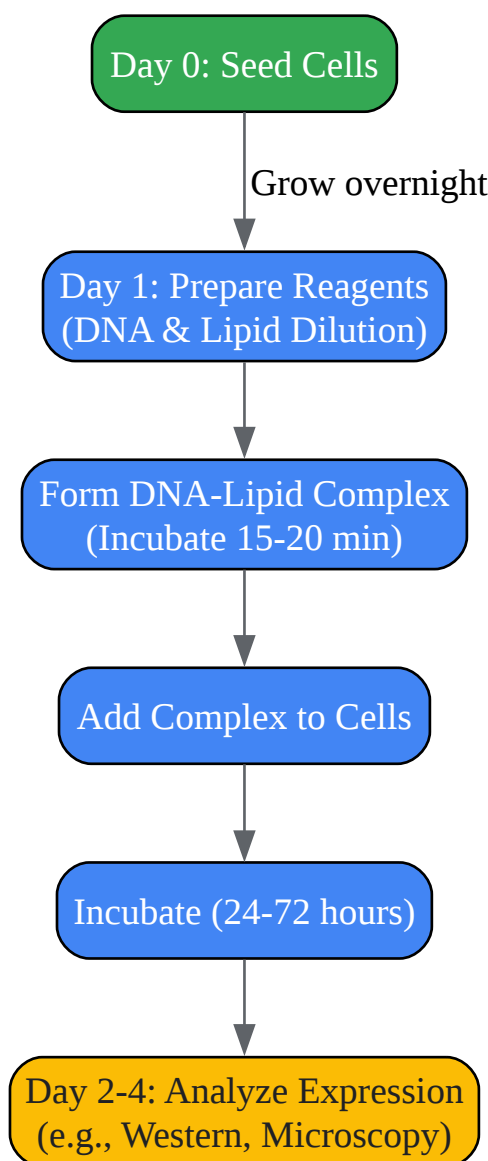 Day 0: Seed Cells
Grow overnight
Day 1: Prepare Reagents
(DNA & Lipid Dilution)
Form DNA-Lipid Complex
(Incubate 15-20 min)
Add Complex to Cells
Incubate (24-72 hours)
Day 2-4: Analyze Expression
(e.g., Western, Microscopy)